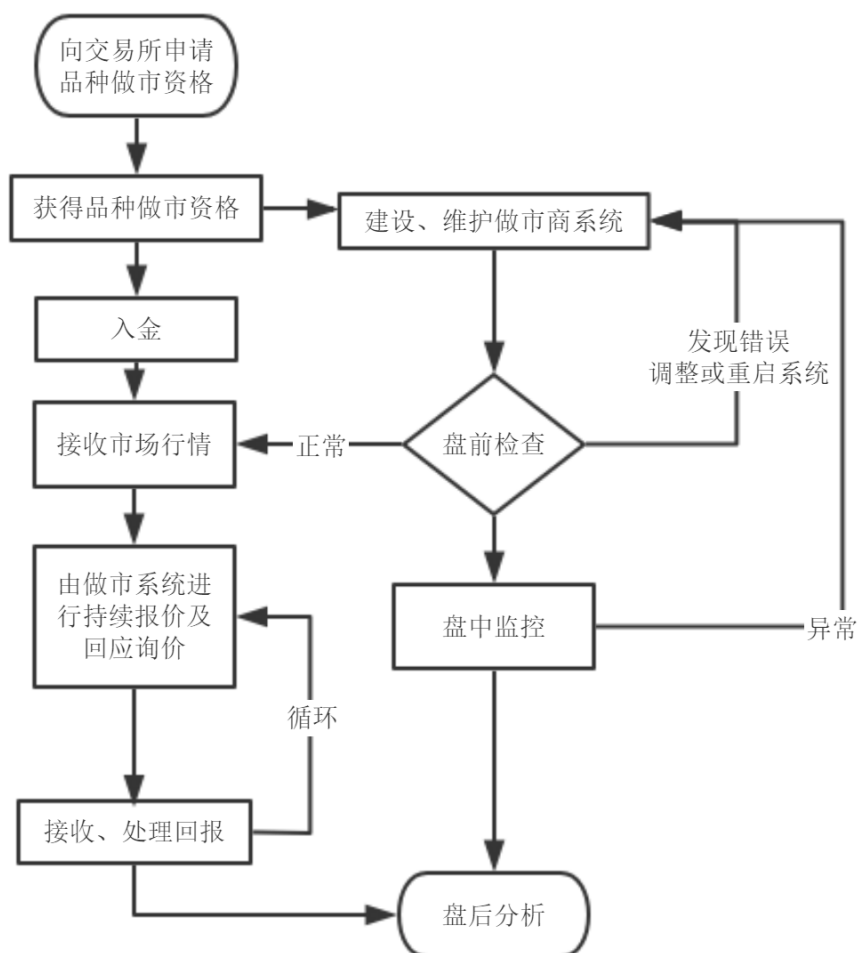 向交易所申请
品种做市资格
获得品种做市资格
建设、维护做市商系统
入金
发现错误
调整或重启系统
接收市场行情
正常
盘前检查
由做市系统进
行持续报价及
回应询价
盘中监控
异常
循环
接收、处理回报
盘后分析